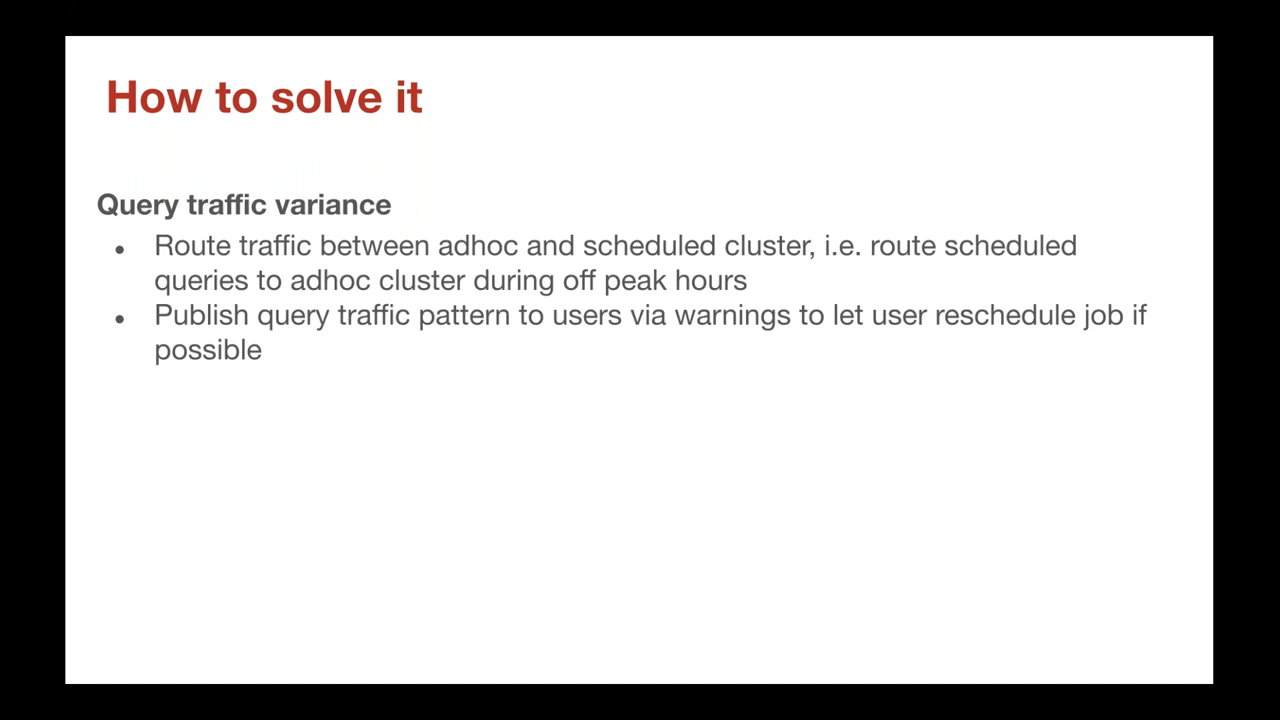 How to solve it
Query traffic variance
● Route traffic between adhoc and scheduled cluster, i.e. route scheduled
queries to adhoc cluster during off peak hours
● Publish query traffic pattern to users via warnings to let user reschedule job if
possible